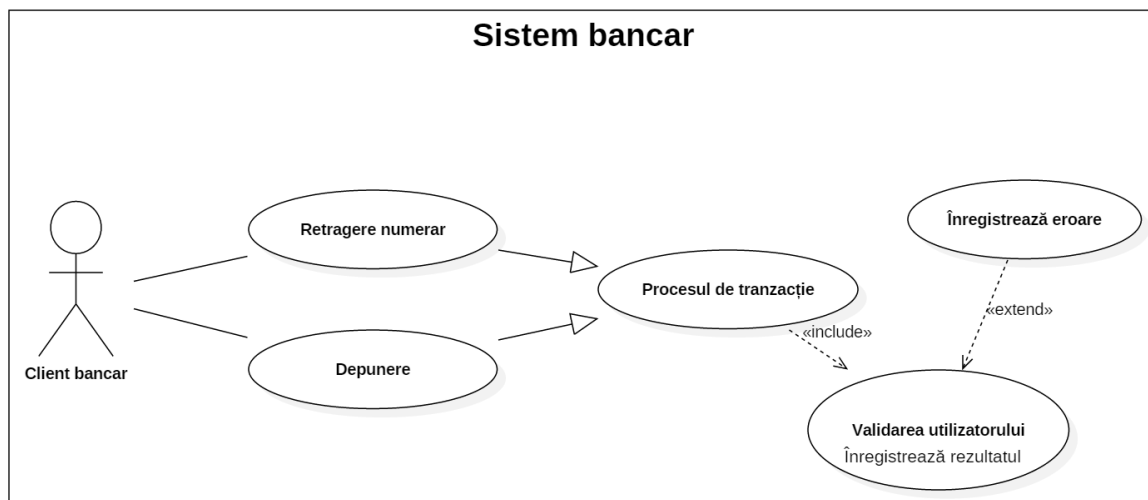 Sistem bancar
Retragere numerar
Înregistrează eroare
Procesul de tranzacție
«extend»
«include»
Client bancar
Depunere
Validarea utilizatorului
Înregistrează rezultatul